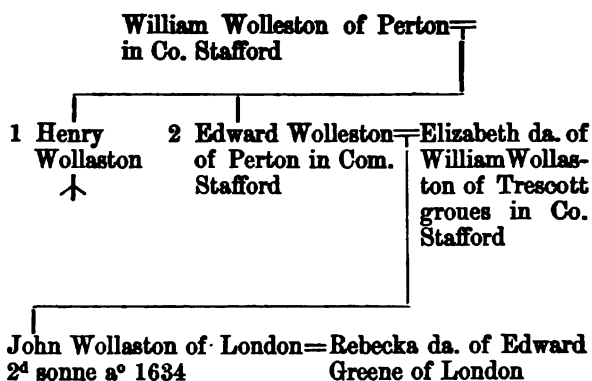 William Wolleston of Perton=
in Co. Stafford
1 Henry
Wollaston
2 Edward Wolleston=
of Perton in Com.
Stafford
Elizabeth da. of
William Wollas-
ton of Trescott
groues in Co.
Stafford
John Wollaston of London=Rebecka da. of Edward
2d sonne ao 1634 Greene of London